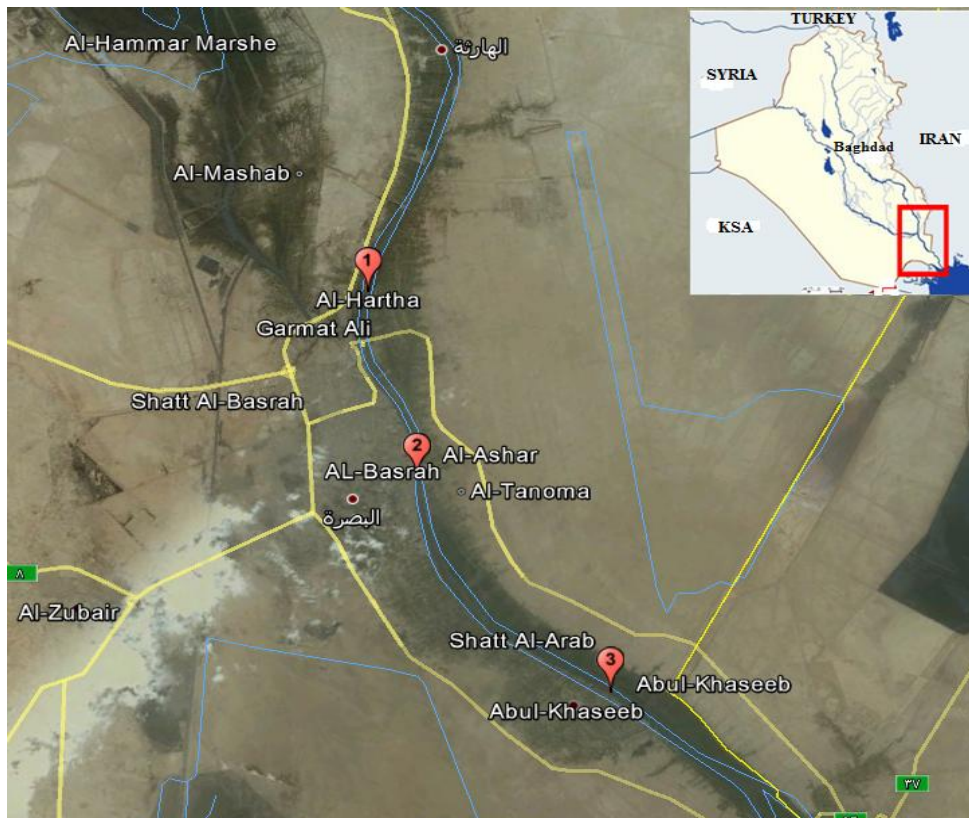 Al-Hammar Marshe
الهارثة
TURKEY
SYRIA
IRAN
Baghdad
KSA
Al-Mashab
1
Al-Hartha
Garmat Ali
Shatt Al-Basrah
2
Al-Ashar
AL-Basrah
Al-Tanoma
البصرة
٨
Al-Zubair
Shatt Al-Arab
3
Abul-Khaseeb
Abul-Khaseeb
٣٧